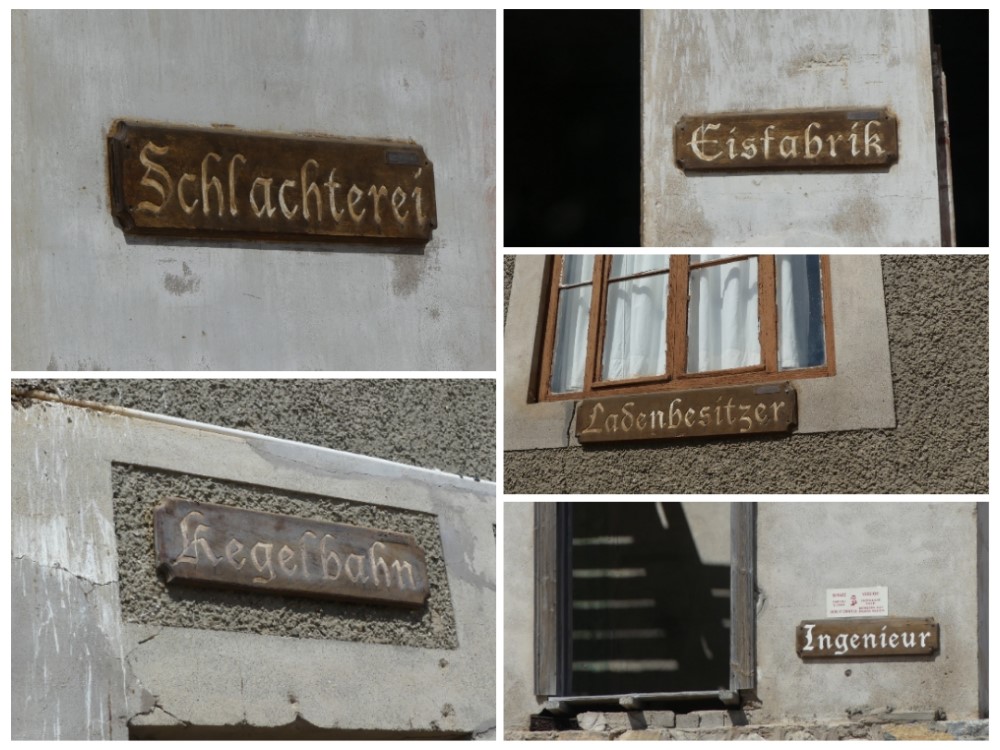 Schlachterei
Eisfabrik
Ladenbesitzer
Kegelbahn
Ingenieur